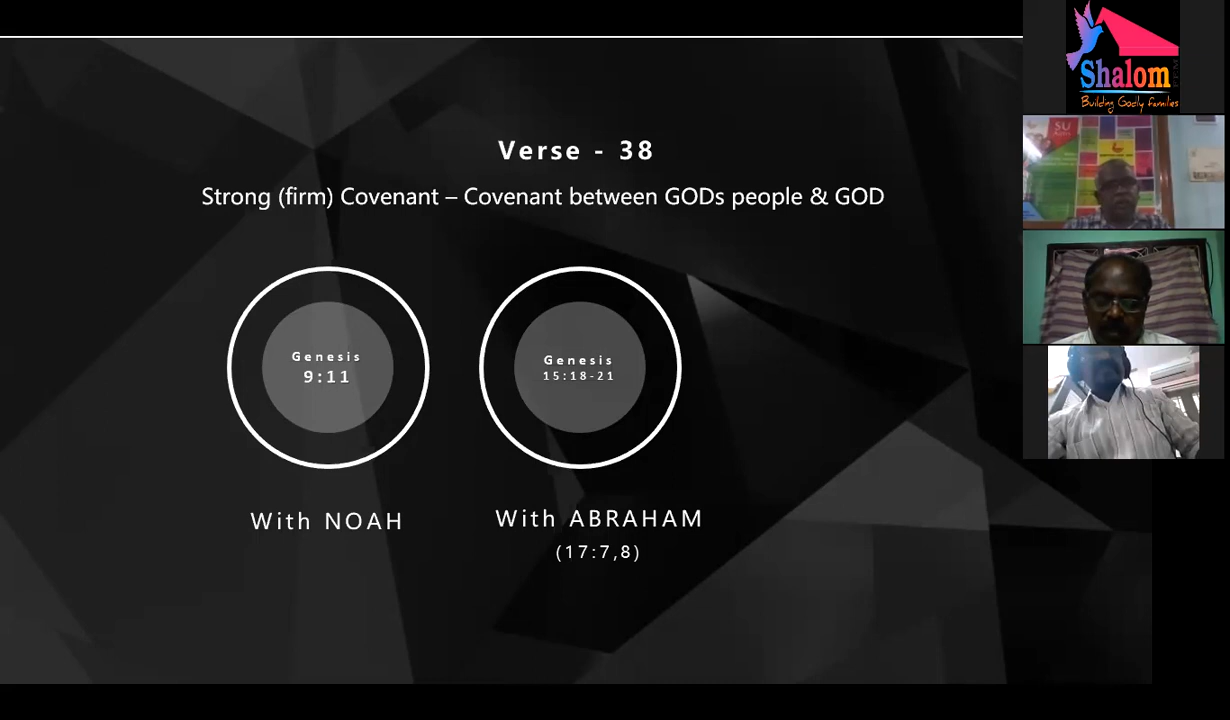 Verse - 38
Strong (firm) Covenant – Covenant between GODs people & GOD
Genesis
9:11
Genesis
15:18-21
With NOAH
With ABRAHAM
(17:7,8)
Shalom
Building Godly families
SU